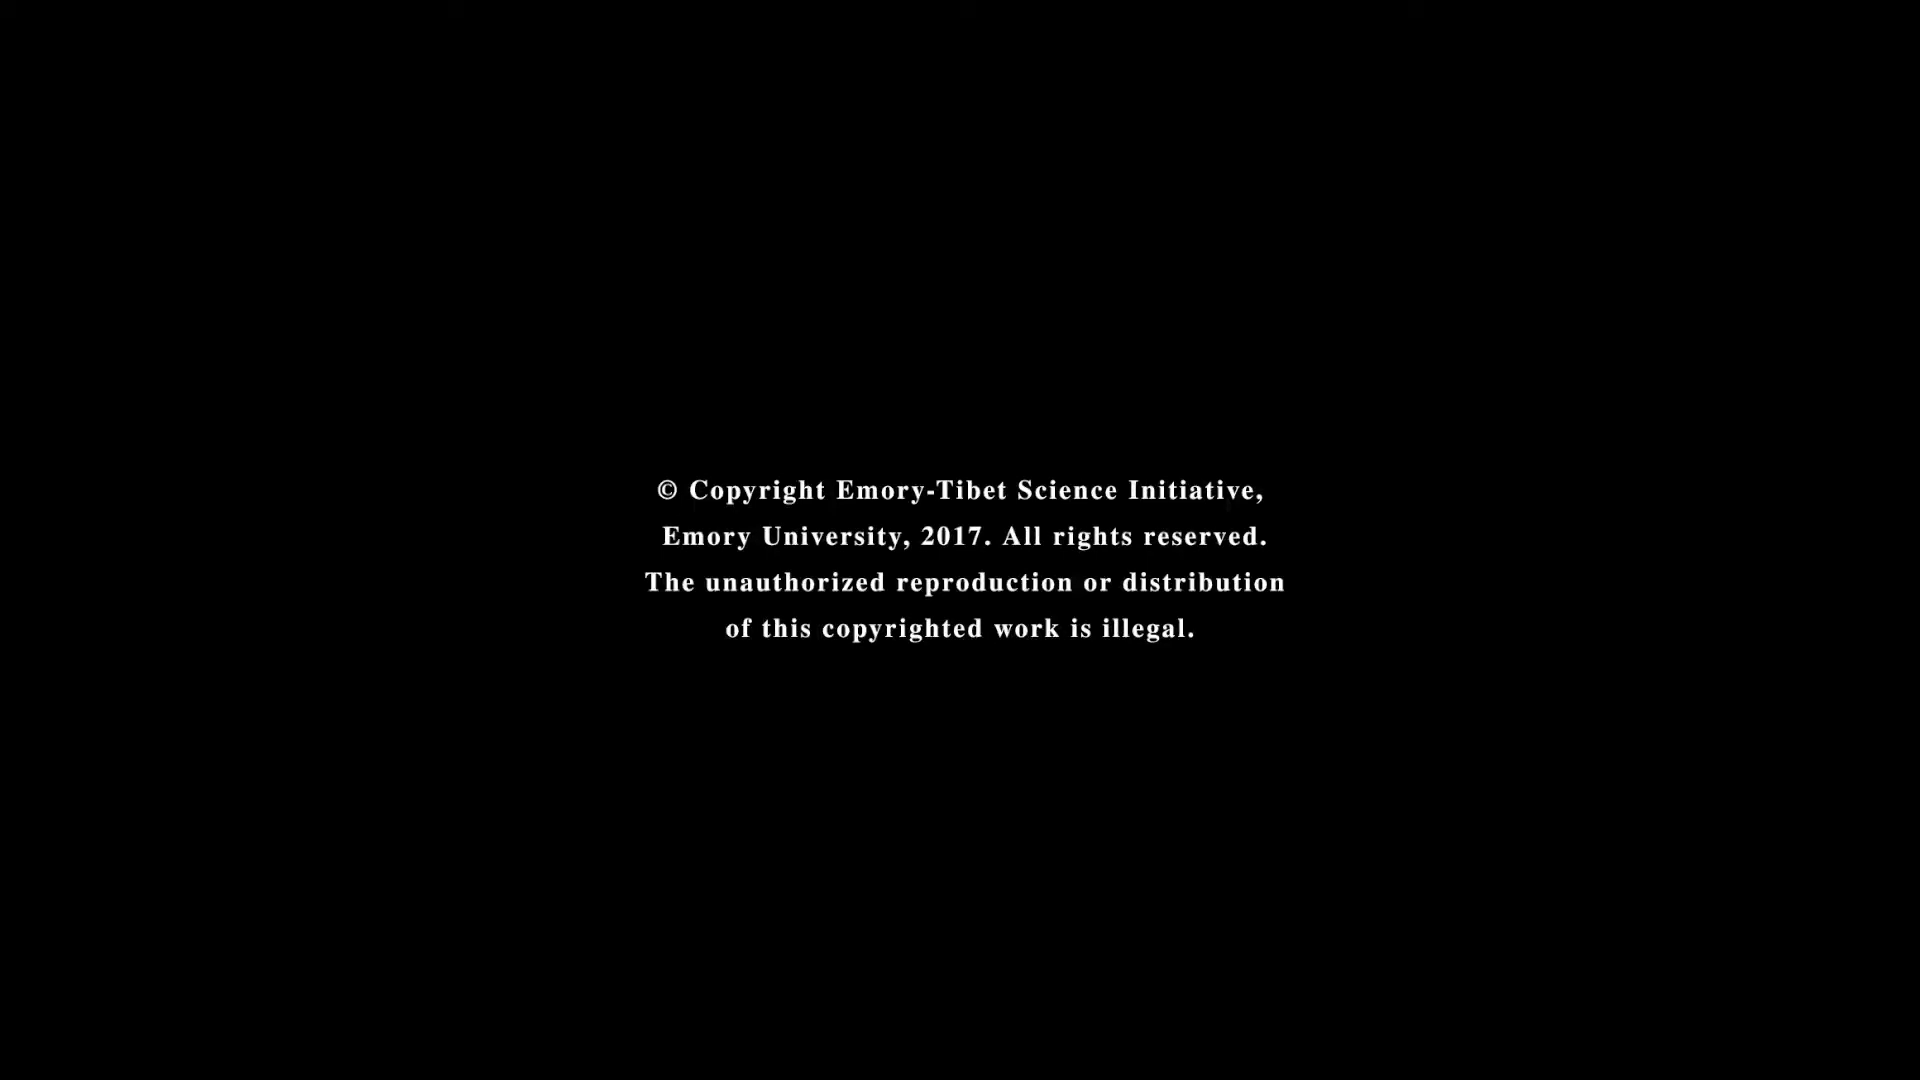 © Copyright Emory-Tibet Science Initiative,
Emory University, 2017. All rights reserved.
The unauthorized reproduction or distribution
of this copyrighted work is illegal.